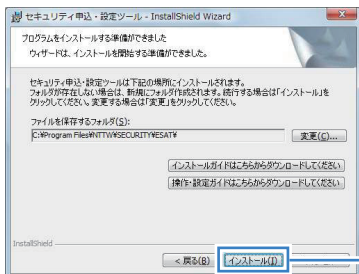 セキュリティ申込・設定ツール - InstallShield Wizard
プログラムをインストールする準備ができました
ウィザードは、インストールを開始する準備ができました。
セキュリティ申込・設定ツールは下記の場所にインストールされます。
フォルダが存在しない場合は、新規にフォルダ作成されます。続行する場合は「インストール」を
クリックしてください。変更する場合は「変更」をクリックしてください。
ファイルを保存するフォルダ(S):
C:¥Program Files¥NTTW¥SECURITY¥ESAT¥
変更(C)...
インストールガイドはこちらからダウンロードしてください
操作・設定ガイドはこちらからダウンロードしてください
InstallShield
< 戻る(B)
インストール(I)